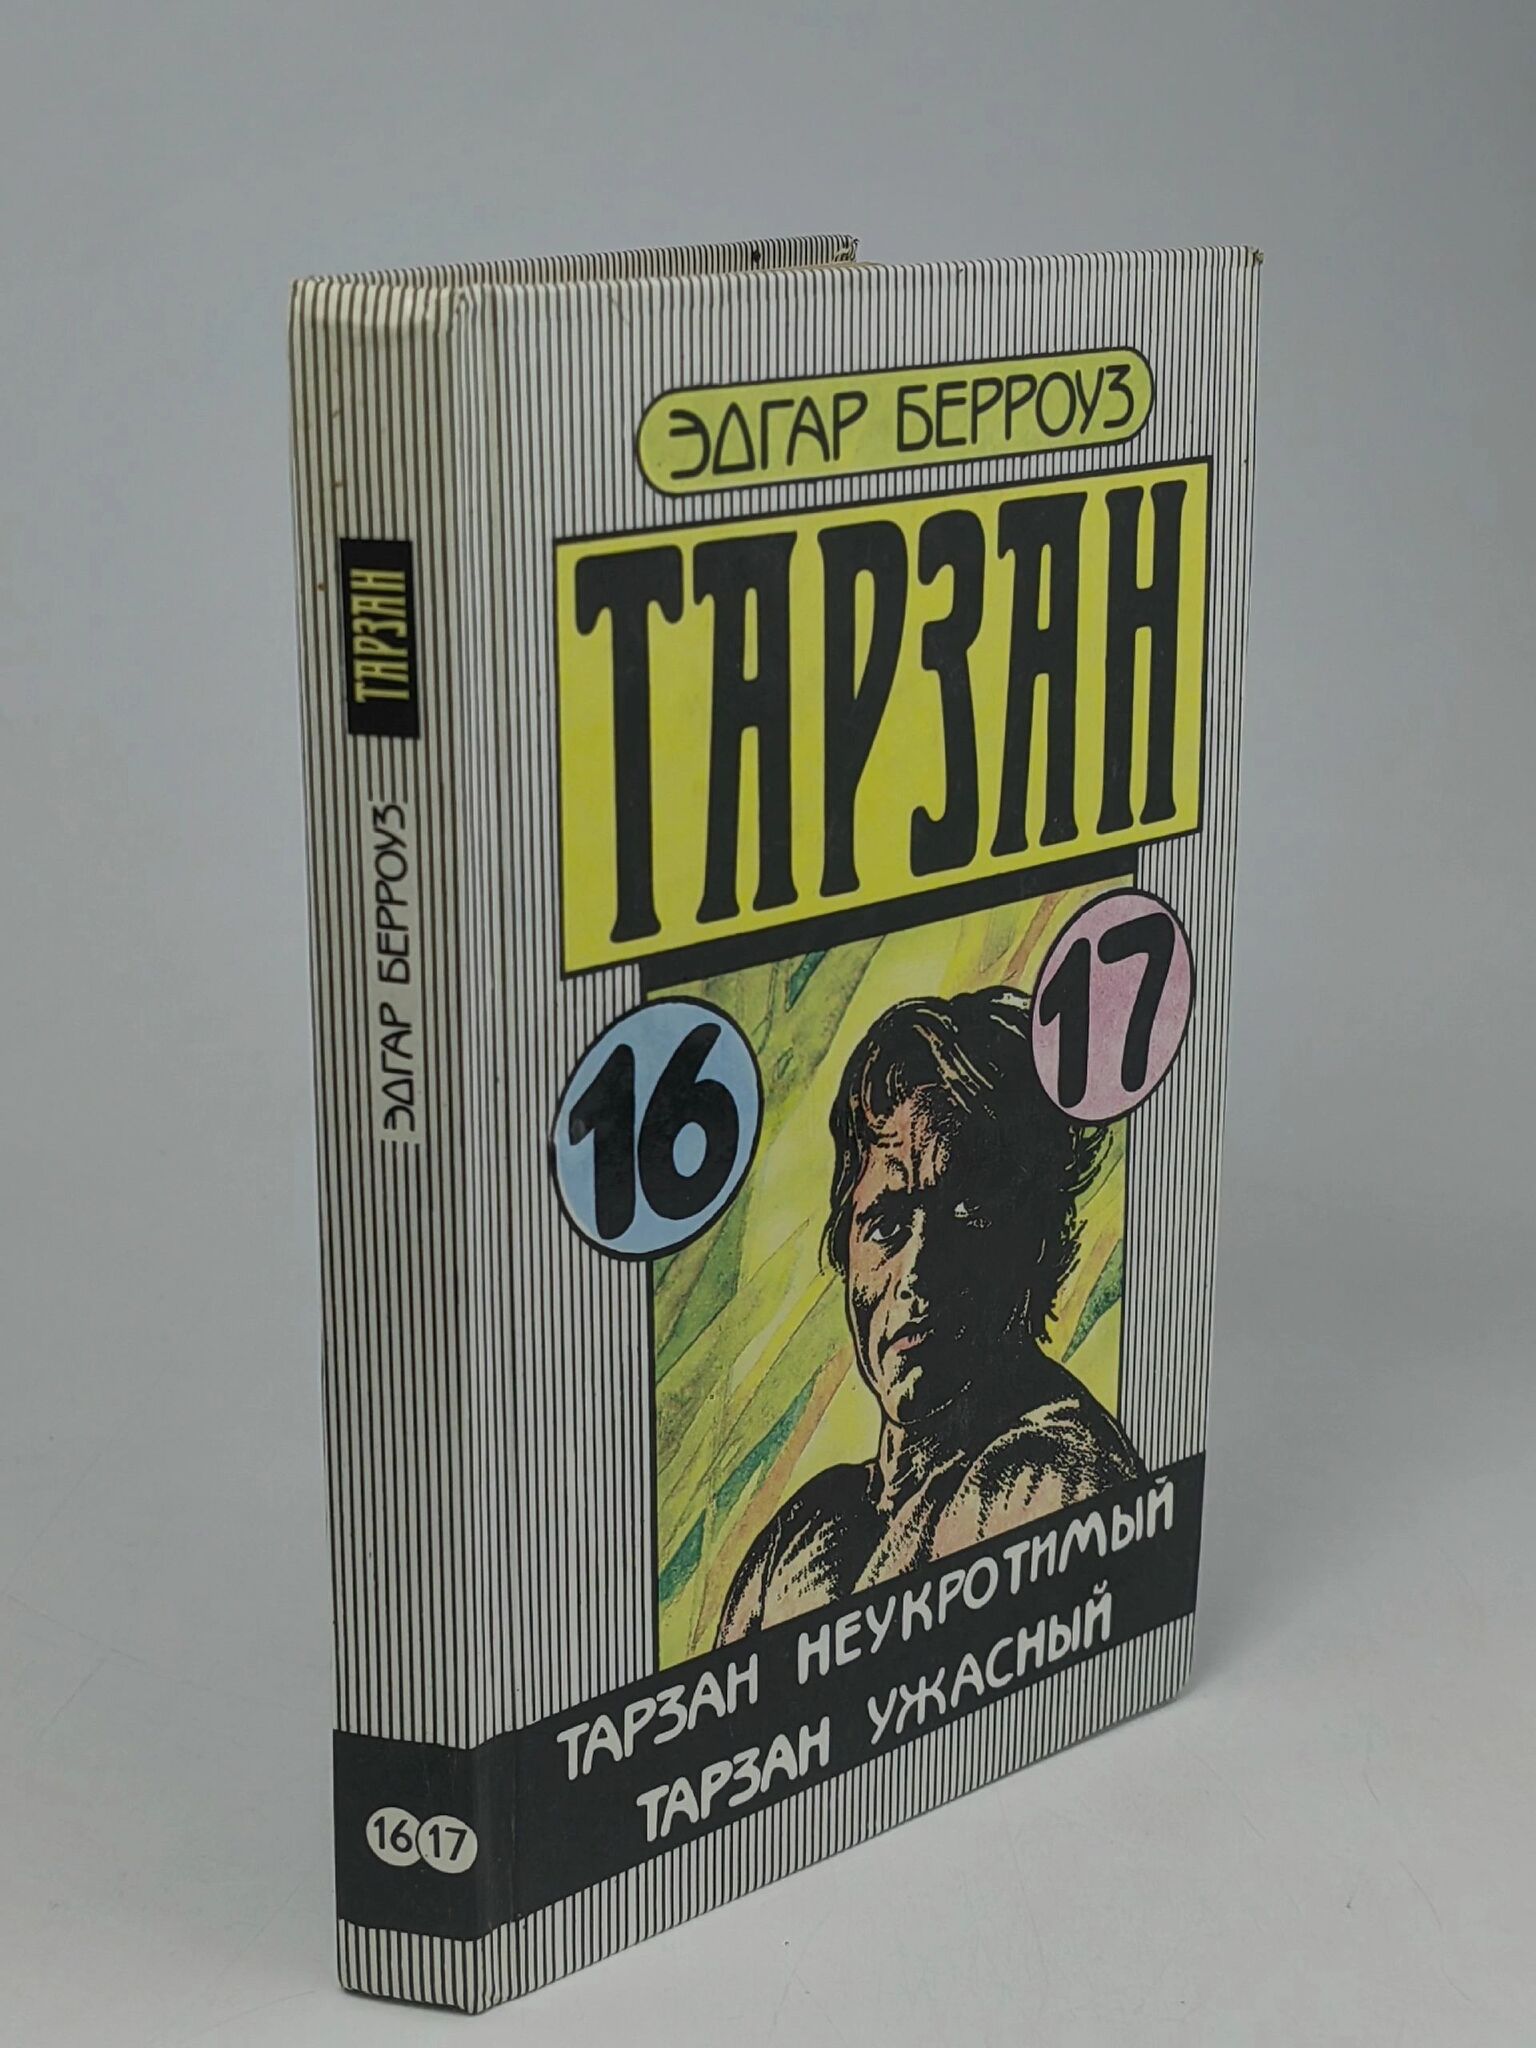 ТАРЗАН
ЭДГАР БЕРРОУЗ
16 17
ЭДГАР БЕРРОУЗ
ТАРЗАН
16
17
ТАРЗАН НЕУКРОТИМЫЙ
ТАРЗАН УЖАСНЫЙ